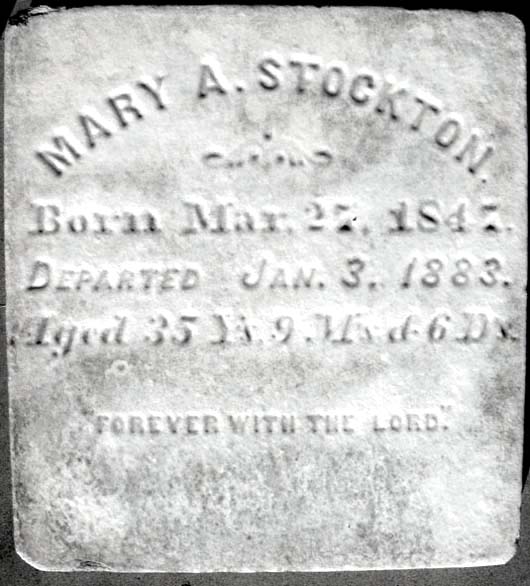 MARY A. STOCKTON.
Born Mar. 27, 1847.
DEPARTED JAN. 3, 1883.
Aged 35 Ys. 9 Ms. & 6 Ds.
"FOREVER WITH THE LORD."